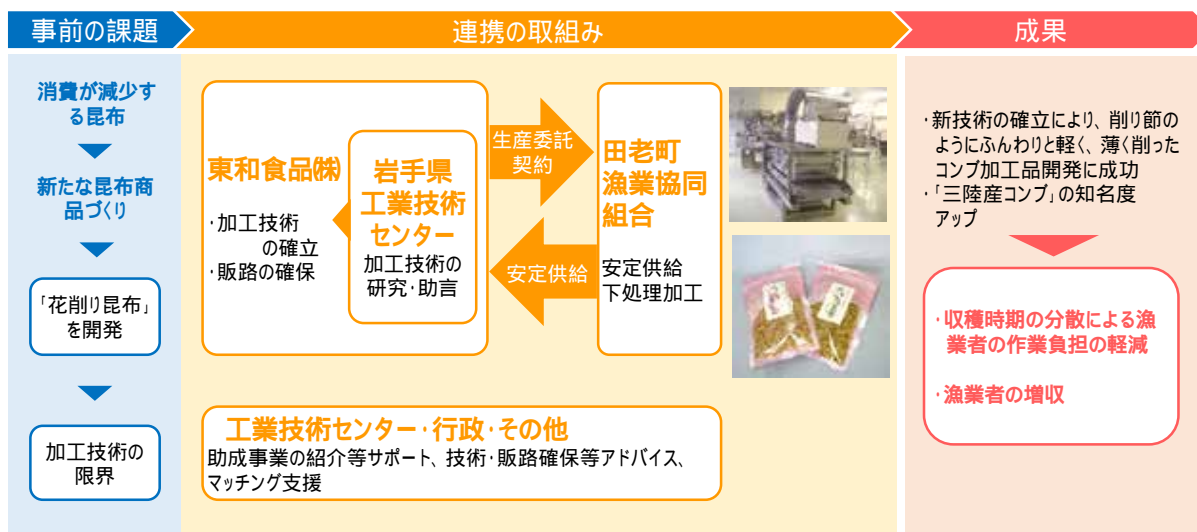 事前の課題
連携の取組み
成果
消費が減少す
る昆布
新たな昆布商
品づくり
「花削り昆布」
を開発
加工技術の
限界
東和食品㈱
・加工技術
の確立
・販路の確保
岩手県
工業技術
センター
加工技術の
研究・助言
生産委託
契約
安定供給
田老町
漁業協同
組合
安定供給
下処理加工
工業技術センター・行政・その他
助成事業の紹介等サポート、技術・販路確保等アドバイス、
マッチング支援
・新技術の確立により、削り節の
ようにふんわりと軽く、薄く削った
コンブ加工品開発に成功
・「三陸産コンブ」の知名度
アップ
・収穫時期の分散による漁
業者の作業負担の軽減
・漁業者の増収